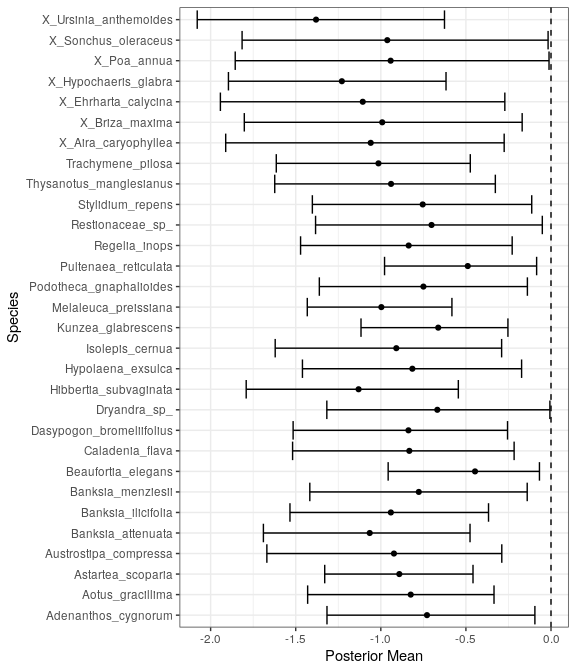 X_Ursinia_anthemoides
X_Sonchus_oleraceus
X_Poa_annua
X_Hypochaeris_glabra
X_Ehrharta_calycina
X_Briza_maxima
X_Aira_caryophyllea
Trachymene_pilosa
Thysanotus_manglesianus
Stylidium_repens
Restionaceae_sp_
Regelia_inops
Pultenaea_reticulata
Podotheca_gnaphalioides
Melaleuca_preissiana
Kunzea_glabrescens
Isolepis_cernua
Hypolaena_exsulca
Hibbertia_subvaginata
Dryandra_sp_
Dasypogon_bromeliifolius
Caladenia_flava
Beaufortia_elegans
Banksia_menziesii
Banksia_ilicifolia
Banksia_attenuata
Austrostipa_compressa
Astartea_scoparia
Aotus_gracillima
Adenanthos_cygnorum
Species
-2.0 -1.5 -1.0 -0.5 0.0
Posterior Mean